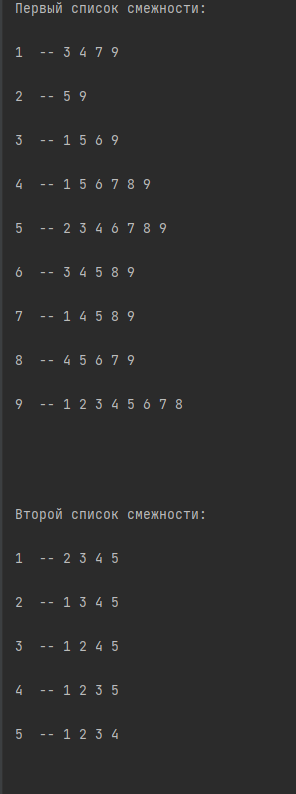 Первый список смежности:
1  -- 3 4 7 9
2  -- 5 9
3  -- 1 5 6 9
4  -- 1 5 6 7 8 9
5  -- 2 3 4 6 7 8 9
6  -- 3 4 5 8 9
7  -- 1 4 5 8 9
8  -- 4 5 6 7 9
9  -- 1 2 3 4 5 6 7 8
Второй список смежности:
1  -- 2 3 4 5
2  -- 1 3 4 5
3  -- 1 2 4 5
4  -- 1 2 3 5
5  -- 1 2 3 4